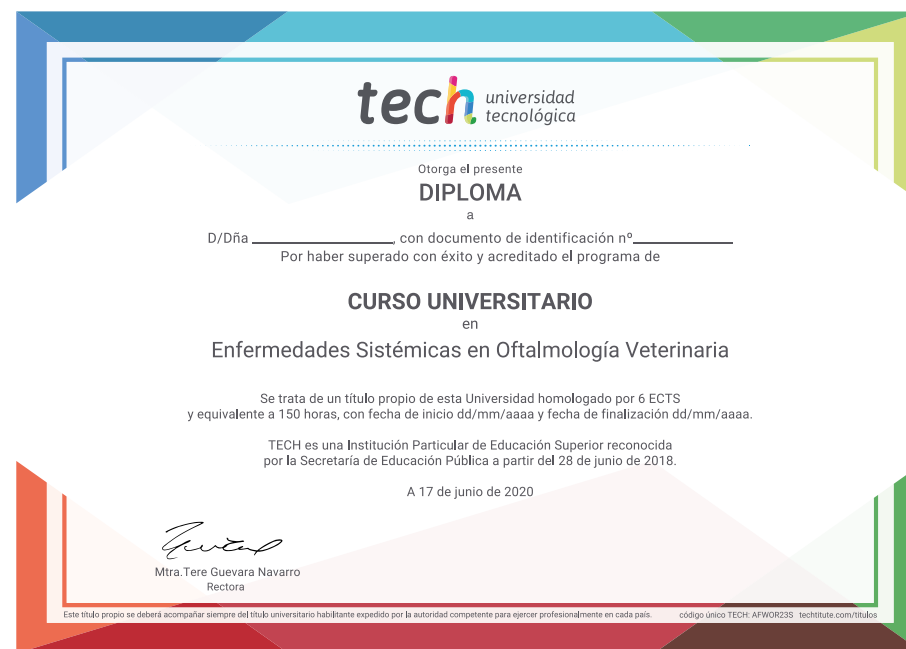 tech universidad
tecnológica
Otorga el presente
DIPLOMA
a
D/Dña ____________________, con documento de identificación nº______________
Por haber superado con éxito y acreditado el programa de
CURSO UNIVERSITARIO
en
Enfermedades Sistémicas en Oftalmología Veterinaria
Se trata de un título propio de esta Universidad homologado por 6 ECTS
y equivalente a 150 horas, con fecha de inicio dd/mm/aaaa y fecha de finalización dd/mm/aaaa.
TECH es una Institución Particular de Educación Superior reconocida
por la Secretaría de Educación Pública a partir del 28 de junio de 2018.
A 17 de junio de 2020
Mtra.Tere Guevara Navarro
Rectora
Este título propio se deberá acompañar siempre del título universitario habilitante expedido por la autoridad competente para ejercer profesionalmente en cada país. código único TECH: AFWOR23S techtitute.com/titulos